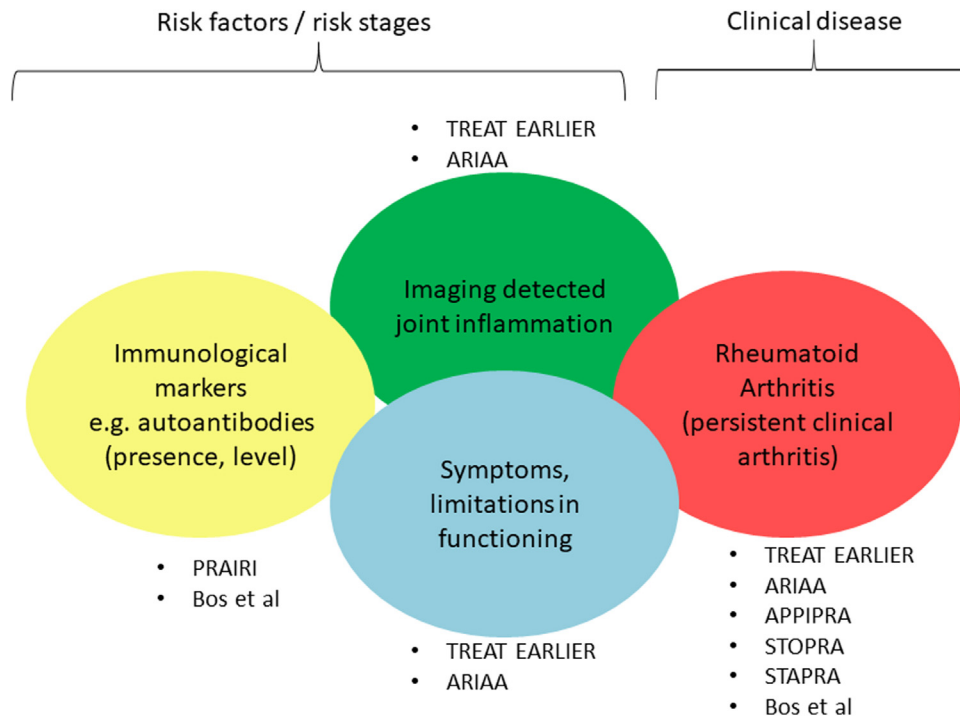 Risk factors / risk stages
Clinical disease
• TREAT EARLIER
• ARIAA
Imaging detected
joint inflammation
Immunological
markers
e.g. autoantibodies
(presence, level)
Rheumatoid
Arthritis
(persistent clinical
arthritis)
Symptoms,
limitations in
functioning
• PRAIRI
• Bos et al
• TREAT EARLIER
• ARIAA
• TREAT EARLIER
• ARIAA
• APPIPRA
• STOPRA
• STAPRA
• Bos et al